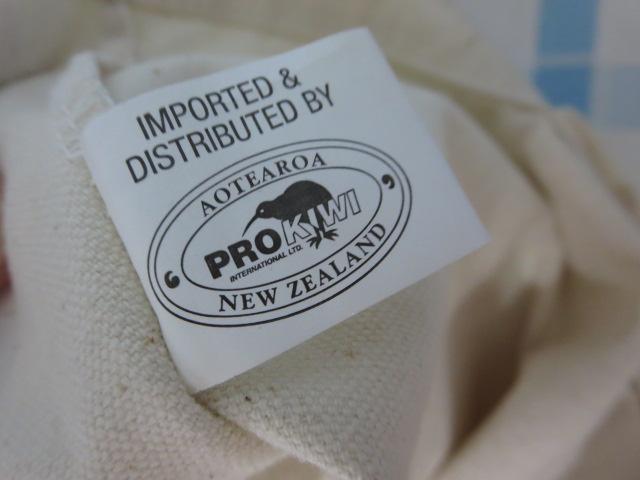 IMPORTED &
DISTRIBUTED BY
AOTEAROA
PROKIWI
INTERNATIONAL LTD.
NEW ZEALAND